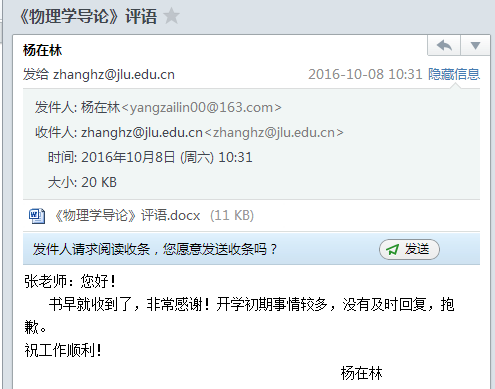 《物理学导论》评语
杨在林
发给 zhanghz@jlu.edu.cn 2016-10-08 10:31 隐藏信息
发件人: 杨在林<yangzailin00@163.com>
收件人: zhanghz@jlu.edu.cn<zhanghz@jlu.edu.cn>
时间: 2016年10月8日 (周六) 10:31
大小: 20 KB
《物理学导论》评语.docx (11 KB)
发件人请求阅读收条，您愿意发送收条吗？ 发送
张老师：您好！
书早就收到了，非常感谢！开学初期事情较多，没有及时回复，抱
歉。
祝工作顺利！
杨在林